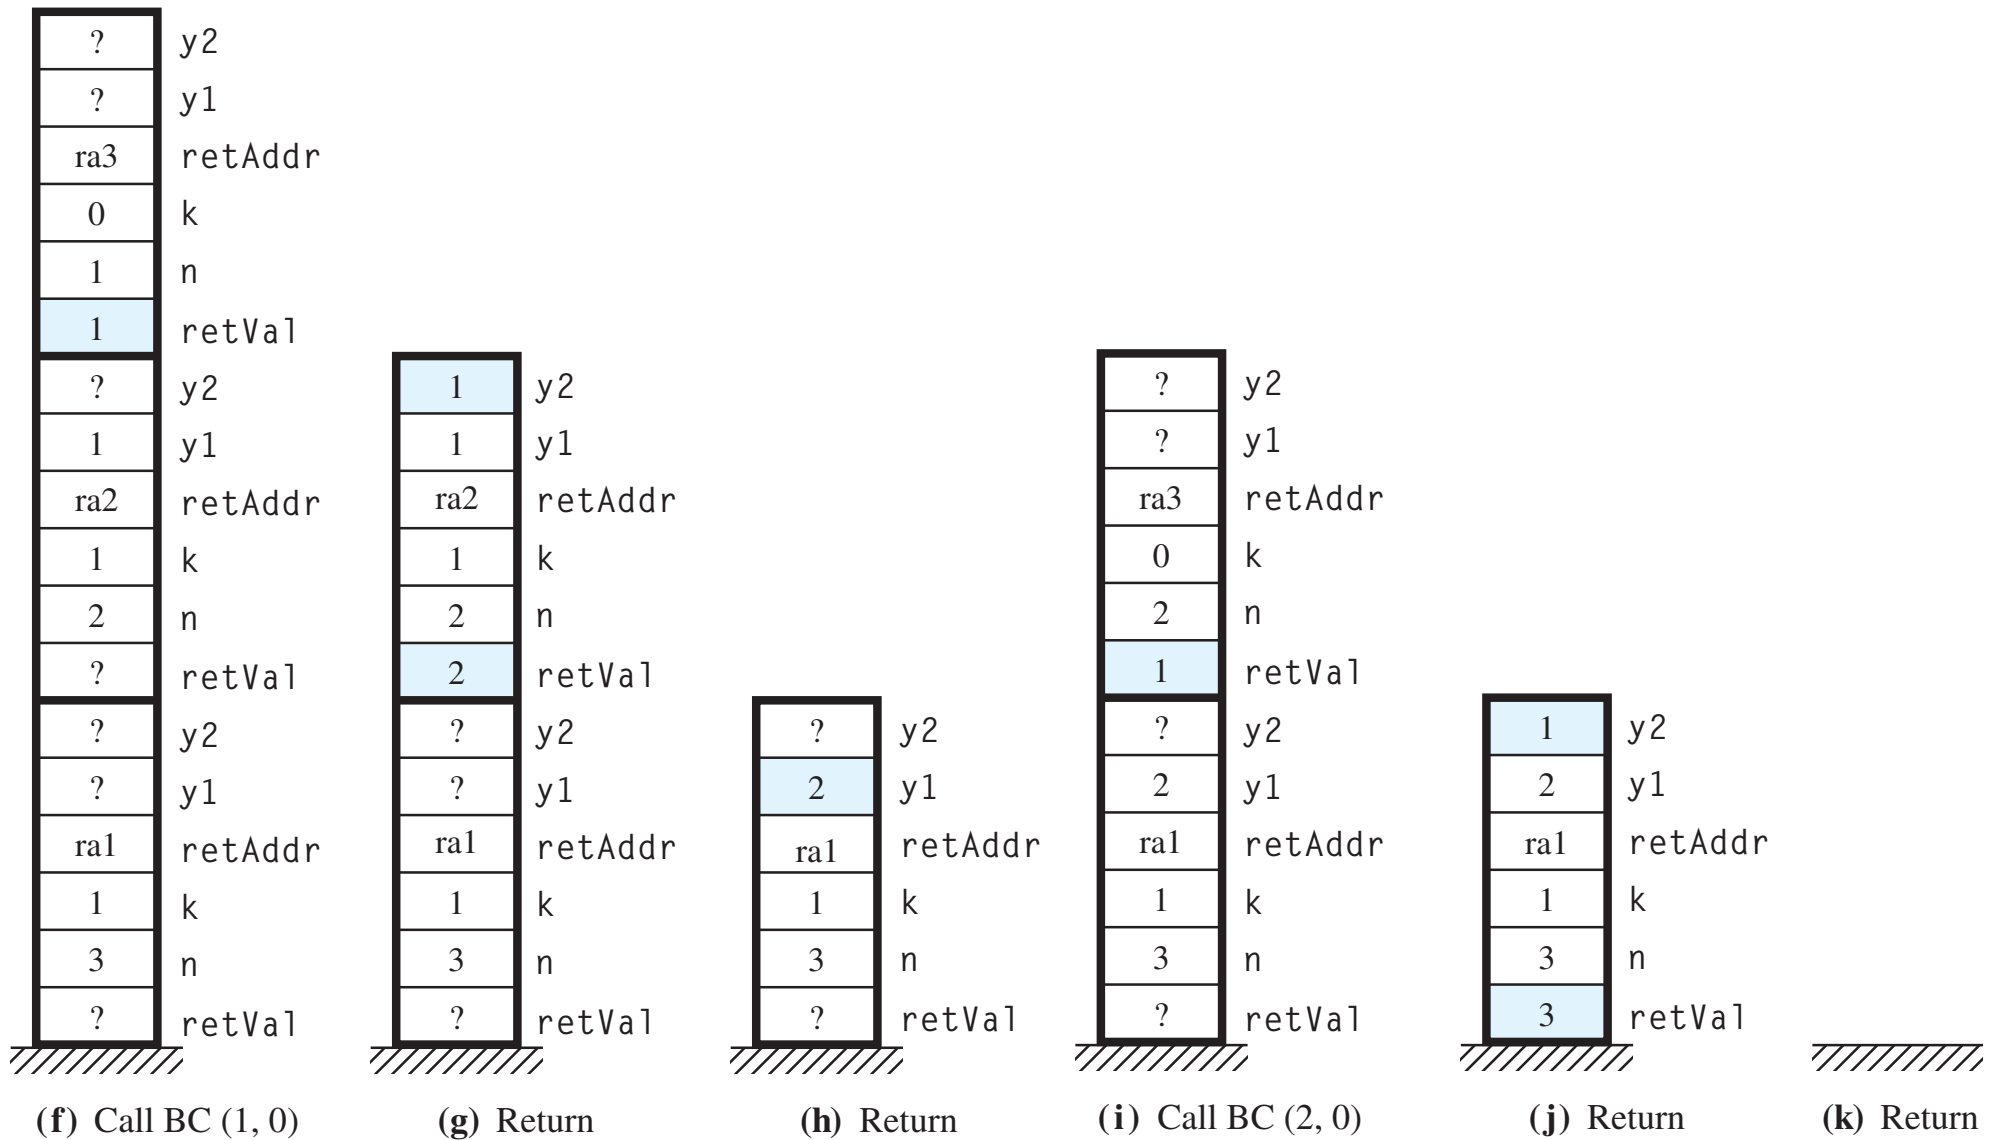 ? y2
? y1
ra3 retAddr
0 k
1 n
1 retVal
? y2
1 y1
ra2 retAddr
1 k
2 n
? retVal
? y2
? y1
ra1 retAddr
1 k
3 n
? retVal
(f) Call BC (1, 0)
1 y2
1 y1
ra2 retAddr
1 k
2 n
2 retVal
? y2
? y1
ra1 retAddr
1 k
3 n
? retVal
(g) Return
? y2
2 y1
ra1 retAddr
1 k
3 n
? retVal
(h) Return
? y2
? y1
ra3 retAddr
0 k
2 n
1 retVal
? y2
2 y1
ra1 retAddr
1 k
3 n
? retVal
(i) Call BC (2, 0)
1 y2
2 y1
ra1 retAddr
1 k
3 n
3 retVal
(j) Return
(k) Return